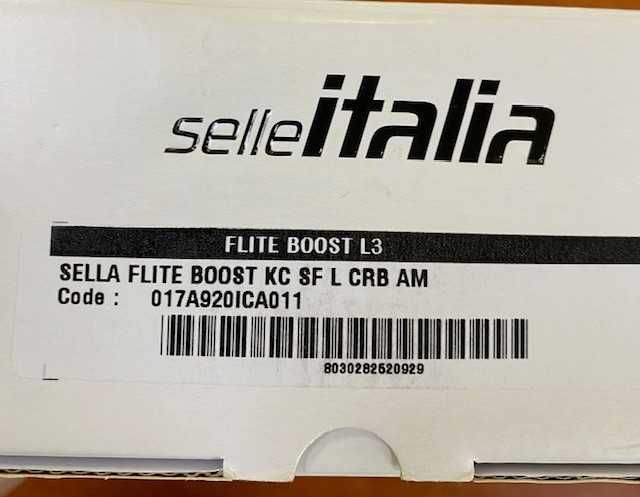 selleitalia
FLITE BOOST L3
SELLA FLITE BOOST KC SF L CRB AM
Code : 017A920ICA011
8030282520929